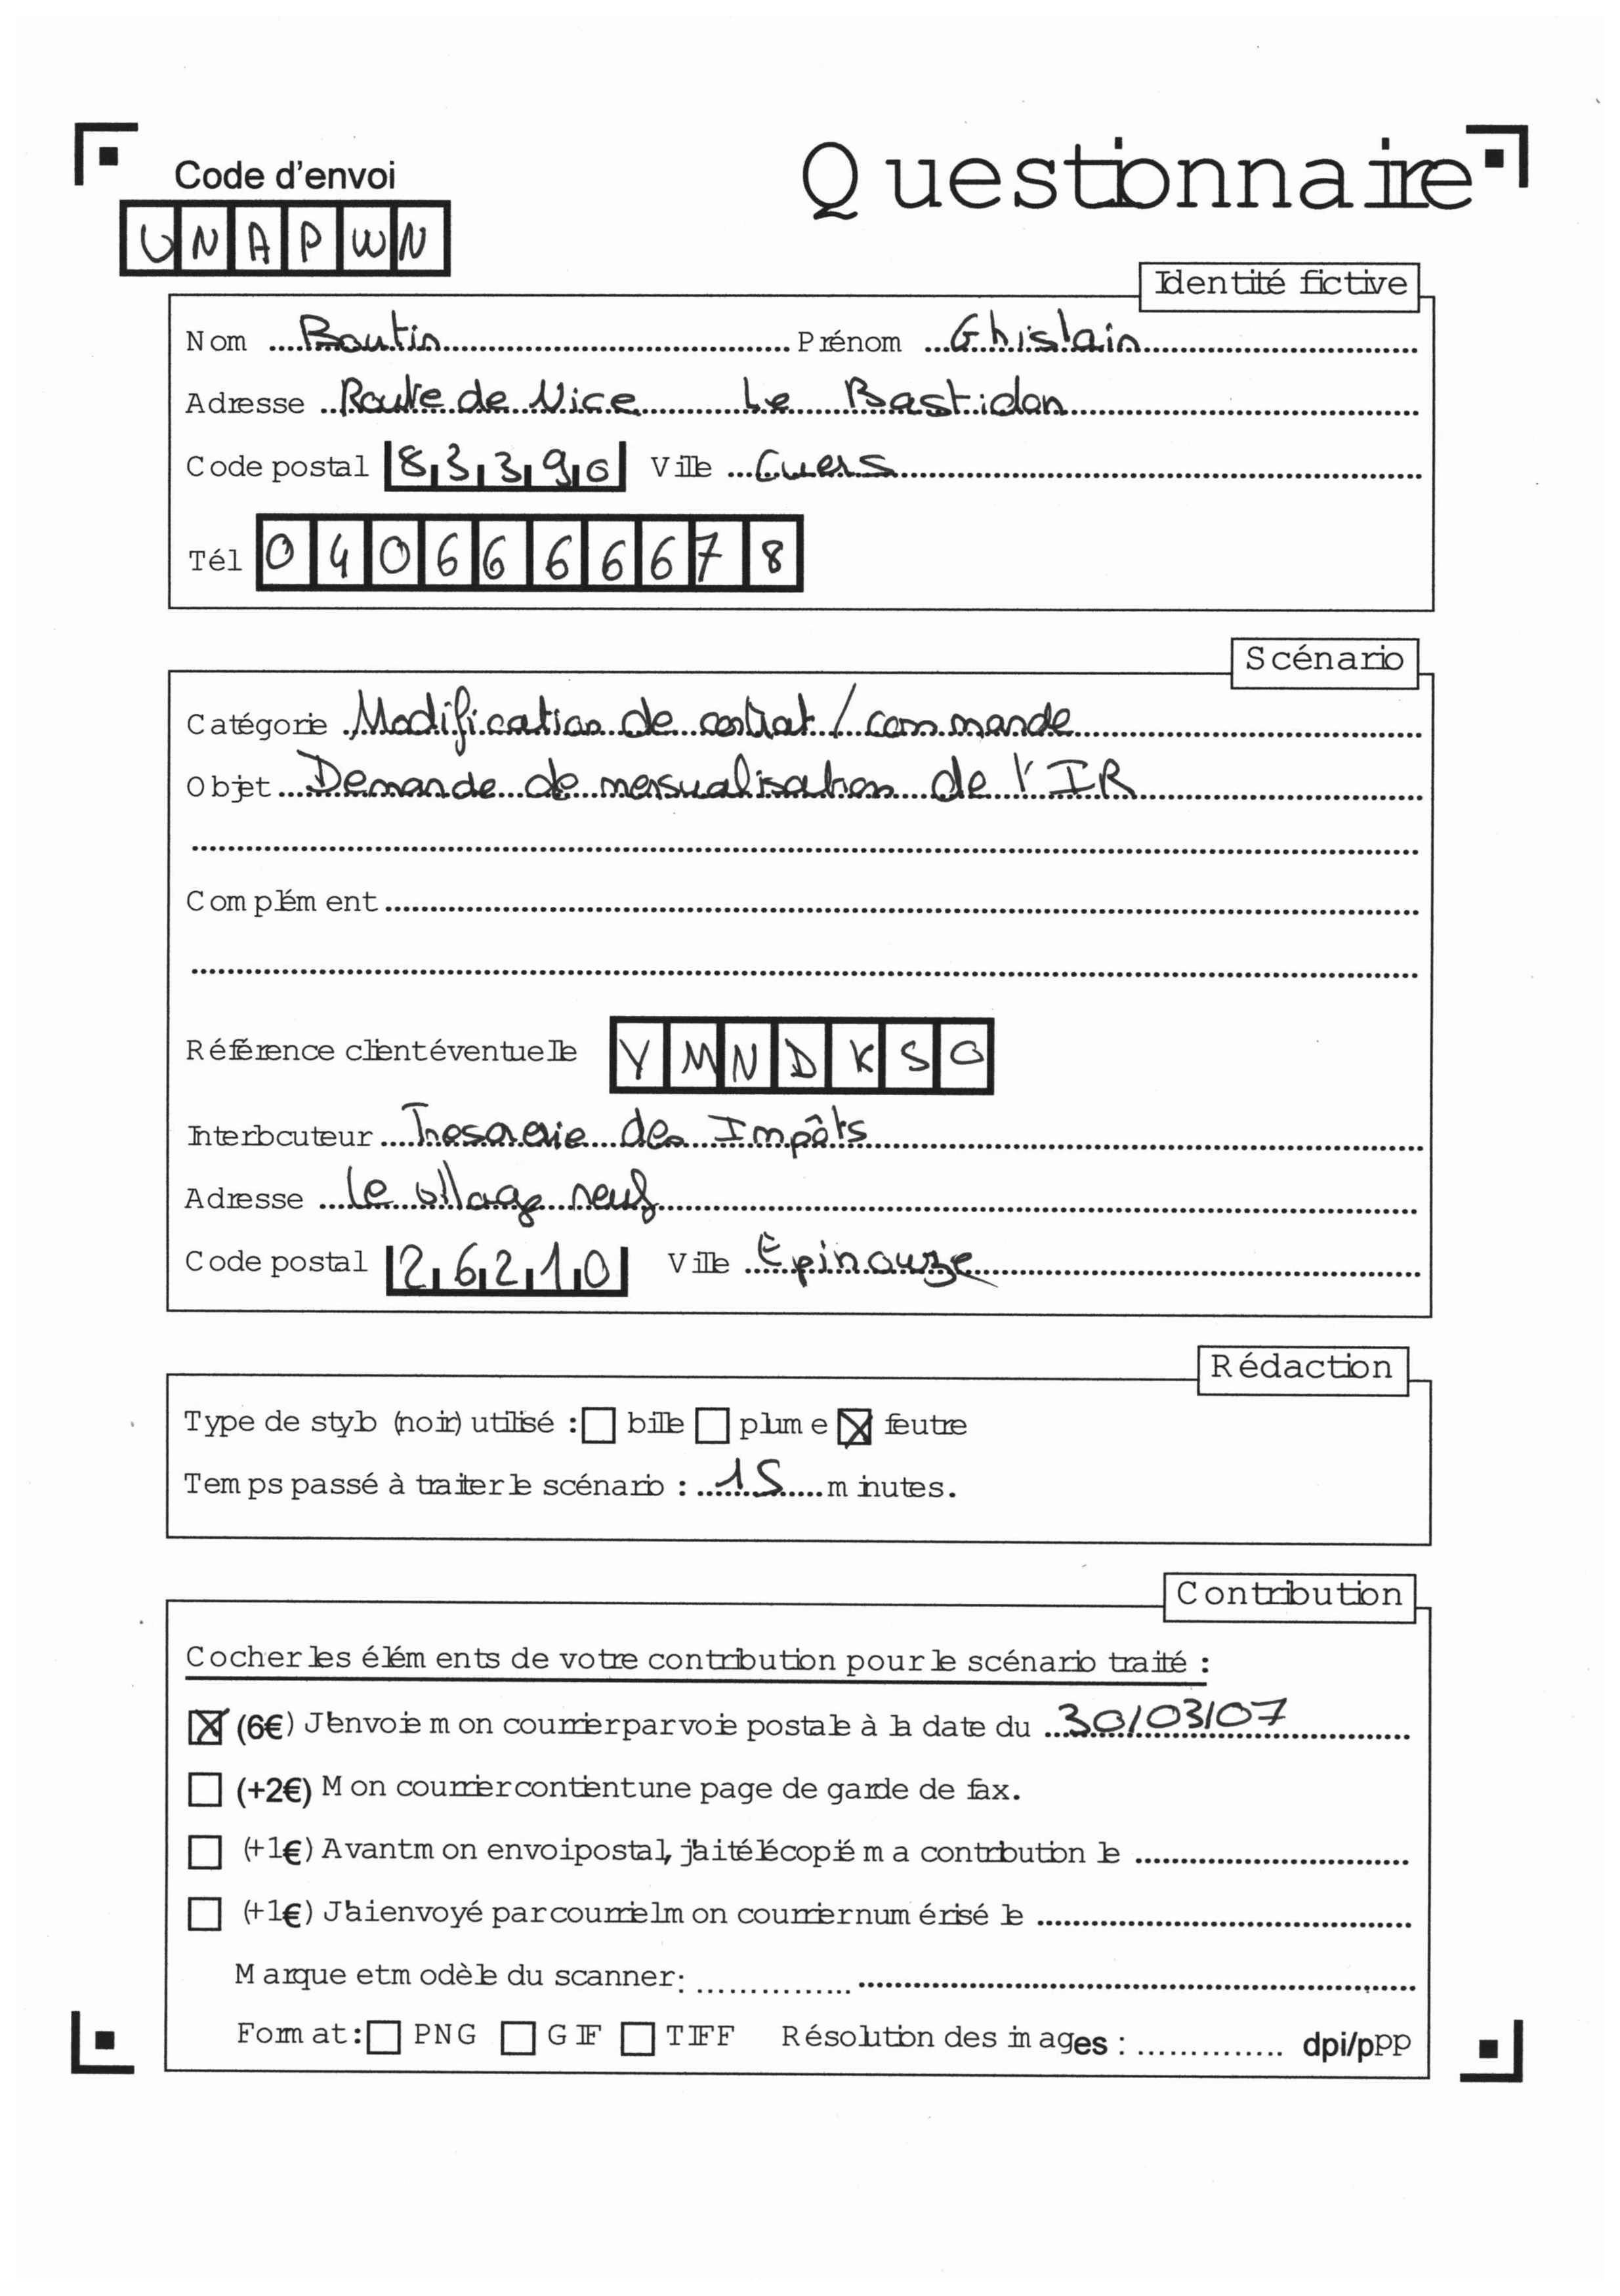 Code d'envoi
Questionnaire
UNAPWN
Identité fictive
Nom Boutin Prénom Ghislain
Adresse Route de Nice Le Bastidon
Code postal 83390 Ville Cuers
Tél 0406666678
Scénario
Catégorie Modification de contrat / commande
Objet Demande de mensualisation de l'IR
Complément
Référence client éventuelle YMNDKSO
Interlocuteur Tresorerie des Impôts
Adresse Le village neuf
Code postal 26210 Ville Epinouze
Rédaction
Type de stylo (noir) utilisé : bille plume feutre
Temps passé à traiter le scénario : 15 minutes.
Contribution
Cocher les éléments de votre contribution pour le scénario traité :
(6€) J'envoie mon courrier par voie postale à la date du 30/03/07
(+2€) Mon courrier contient une page de garde de fax.
(+1€) Avant mon envoi postal, j'ai télécopié ma contribution le
(+1€) J'ai envoyé par courriel mon courrier numérisé le
Marque et modèle du scanner:
Format: PNG GIF TIFF Résolution des images : dpi/ppp